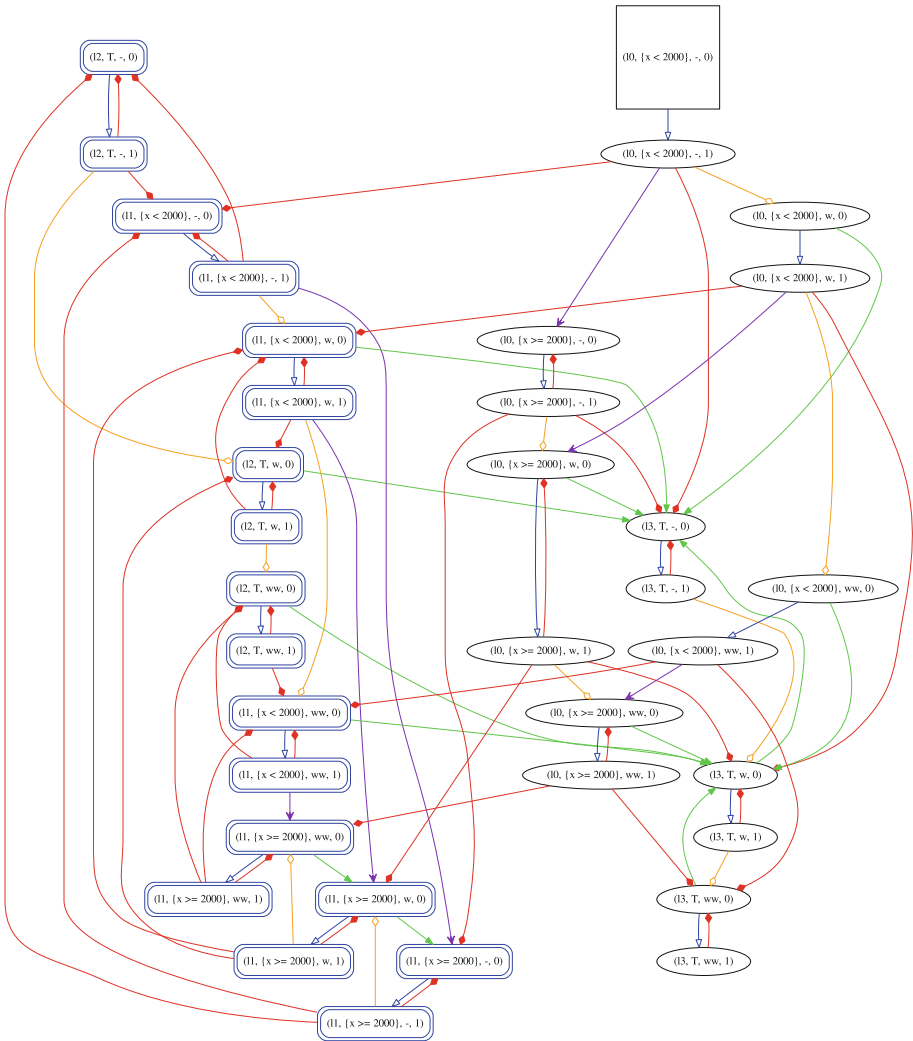 (l0, {x < 2000}, -, 0)
(l2, T, -, 0)
(l2, T, -, 1)
(l0, {x < 2000}, -, 1)
(l1, {x < 2000}, -, 0)
(l0, {x < 2000}, w, 0)
(l1, {x < 2000}, -, 1)
(l0, {x < 2000}, w, 1)
(l1, {x < 2000}, w, 0)
(l0, {x >= 2000}, -, 0)
(l1, {x < 2000}, w, 1)
(l0, {x >= 2000}, -, 1)
(l2, T, w, 0)
(l0, {x >= 2000}, w, 0)
(l2, T, w, 1)
(l3, T, -, 0)
(l2, T, ww, 0)
(l3, T, -, 1)
(l0, {x < 2000}, ww, 0)
(l2, T, ww, 1)
(l0, {x >= 2000}, w, 1)
(l0, {x < 2000}, ww, 1)
(l1, {x < 2000}, ww, 0)
(l0, {x >= 2000}, ww, 0)
(l1, {x < 2000}, ww, 1)
(l0, {x >= 2000}, ww, 1)
(l3, T, w, 0)
(l1, {x >= 2000}, ww, 0)
(l3, T, w, 1)
(l1, {x >= 2000}, ww, 1)
(l1, {x >= 2000}, w, 0)
(l3, T, ww, 0)
(l1, {x >= 2000}, w, 1)
(l1, {x >= 2000}, -, 0)
(l3, T, ww, 1)
(l1, {x >= 2000}, -, 1)